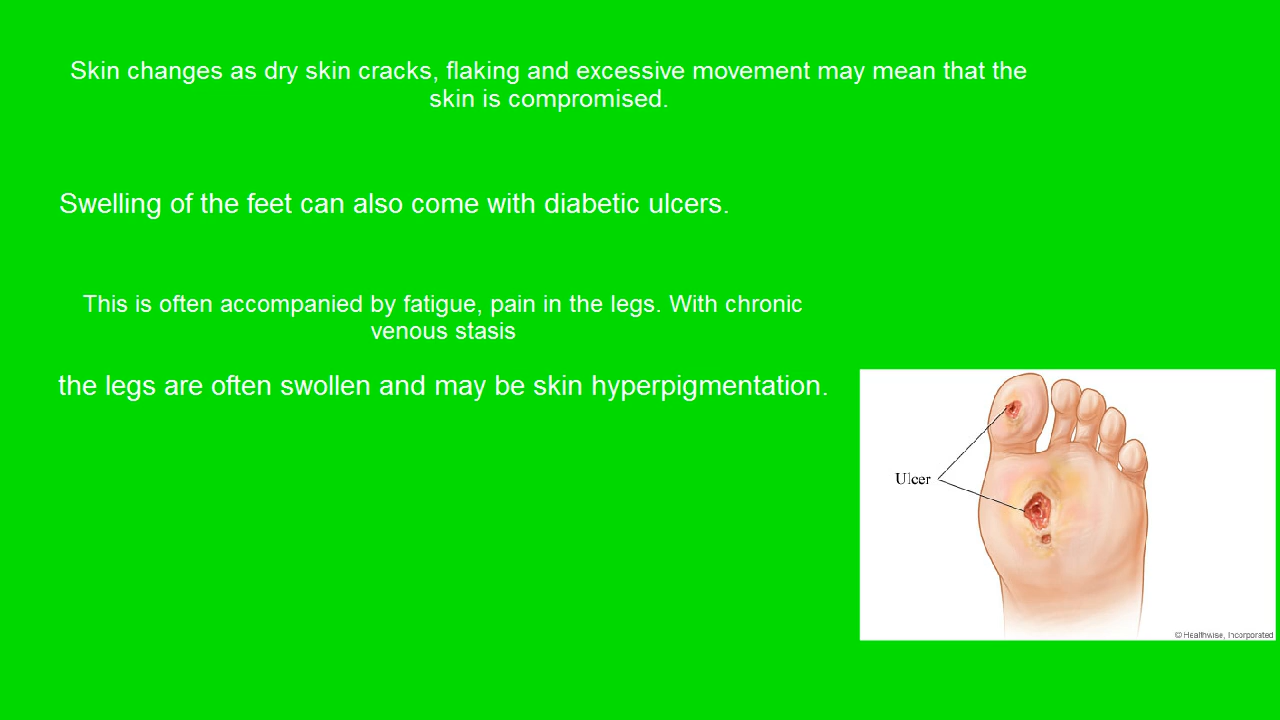 Skin changes as dry skin cracks, flaking and excessive movement may mean that the
skin is compromised.
Swelling of the feet can also come with diabetic ulcers.
This is often accompanied by fatigue, pain in the legs. With chronic
venous stasis
the legs are often swollen and may be skin hyperpigmentation.
Ulcer
© Healthwise, Incorporated